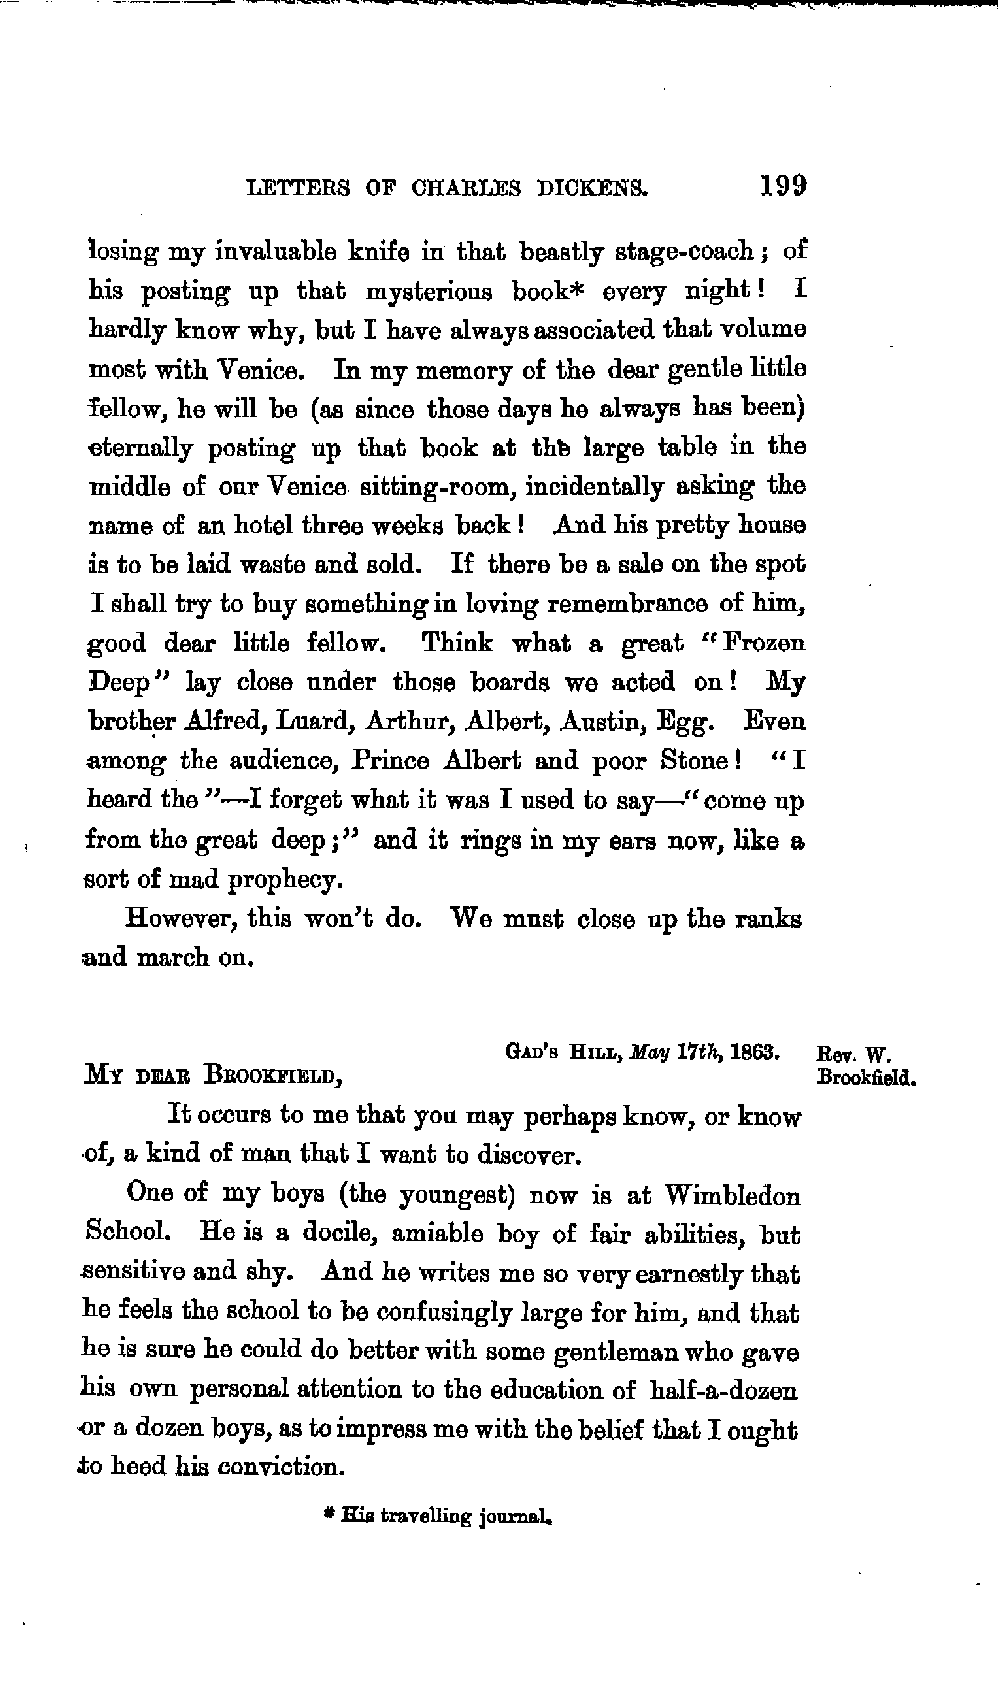 LETTERS OF CHARLES DICKENS. 199
losing my invaluable knife in that beastly stage-coach; of
his posting up that mysterious book* every night! I
hardly know why, but I have always associated that volume
most with Venice. In my memory of the dear gentle little
fellow, he will be (as since those days he always has been)
eternally posting up that book at the large table in the
middle of our Venice sitting-room, incidentally asking the
name of an hotel three weeks back! And his pretty house
is to be laid waste and sold. If there be a sale on the spot
I shall try to buy something in loving remembrance of him,
good dear little fellow. Think what a great "Frozen
Deep" lay close under those boards we acted on! My
brother Alfred, Luard, Arthur, Albert, Austin, Egg. Even
among the audience, Prince Albert and poor Stone! "I
heard the"—I forget what it was I used to say—"come up
from the great deep;" and it rings in my ears now, like a
sort of mad prophecy.
However, this won't do. We must close up the ranks
and march on.
GAD'S HILL, May 17th, 1863.
Rev. W.
Brookfield.
MY DEAR BROOKFIELD,
It occurs to me that you may perhaps know, or know
of, a kind of man that I want to discover.
One of my boys (the youngest) now is at Wimbledon
School. He is a docile, amiable boy of fair abilities, but
sensitive and shy. And he writes me so very earnestly that
he feels the school to be confusingly large for him, and that
he is sure he could do better with some gentleman who gave
his own personal attention to the education of half-a-dozen
or a dozen boys, as to impress me with the belief that I ought
to heed his conviction.
* His travelling journal.